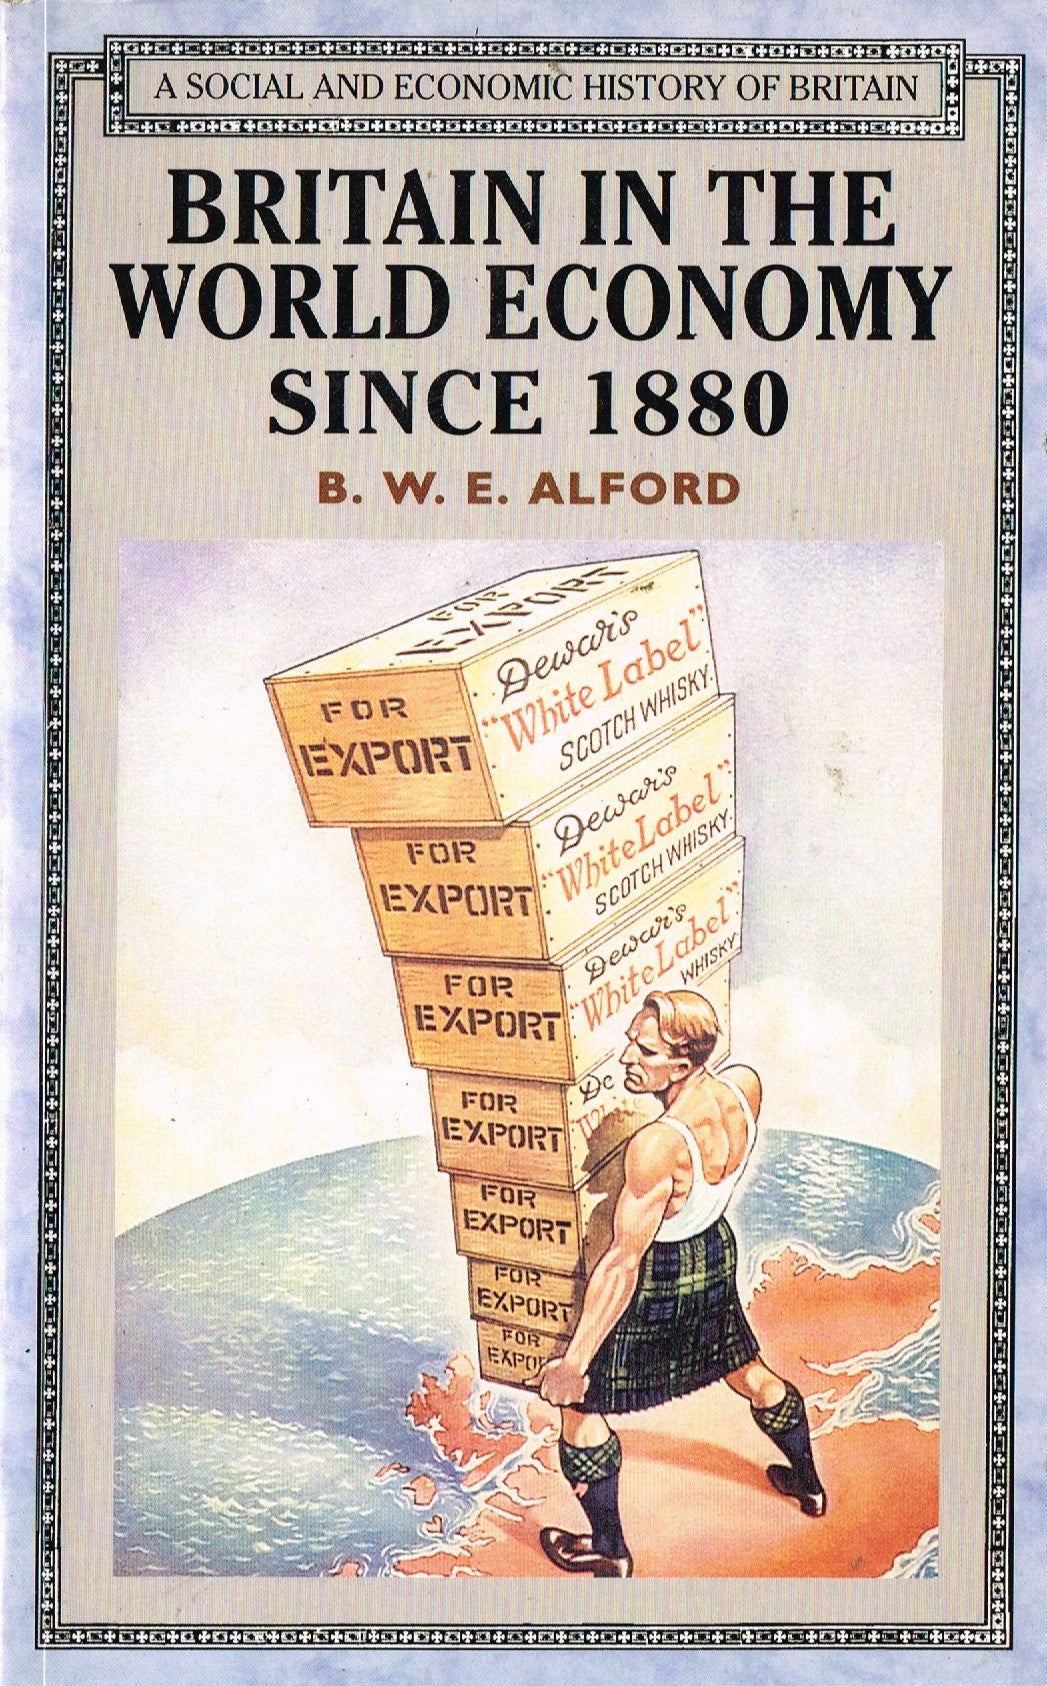 A SOCIAL AND ECONOMIC HISTORY OF BRITAIN
BRITAIN IN THE
WORLD ECONOMY
SINCE 1880
B. W. E. ALFORD
FOR
EXPORT
Dewar's
"White Label"
SCOTCH WHISKY.
FOR
EXPORT
Dewar's
"White Label"
SCOTCH WHISKY.
FOR
EXPORT
Dewar's
"White Label"
WHISKY.
FOR
EXPORT
De
FOR
EXPORT
FOR
EXPORT
FOR
EXPORT
FOR
EXPO